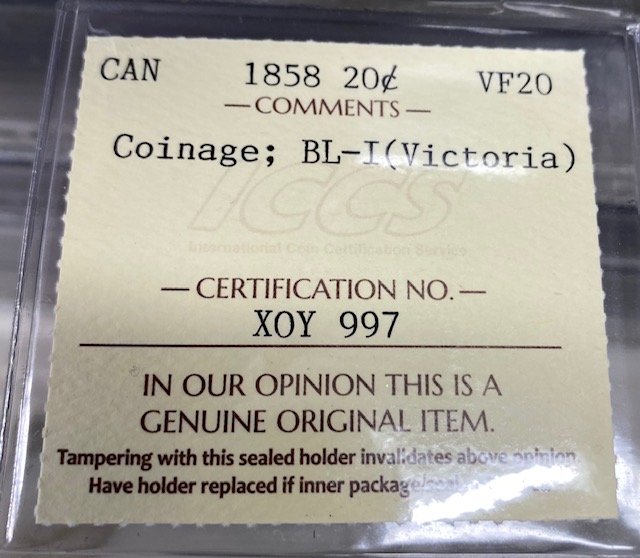 CAN 1858 20¢ VF20
— COMMENTS —
Coinage; BL-I(Victoria)
ICCS
International Coin Certification Service
— CERTIFICATION NO. —
XOY 997
IN OUR OPINION THIS IS A
GENUINE ORIGINAL ITEM.
Tampering with this sealed holder invalidates above opinion.
Have holder replaced if inner package/seal